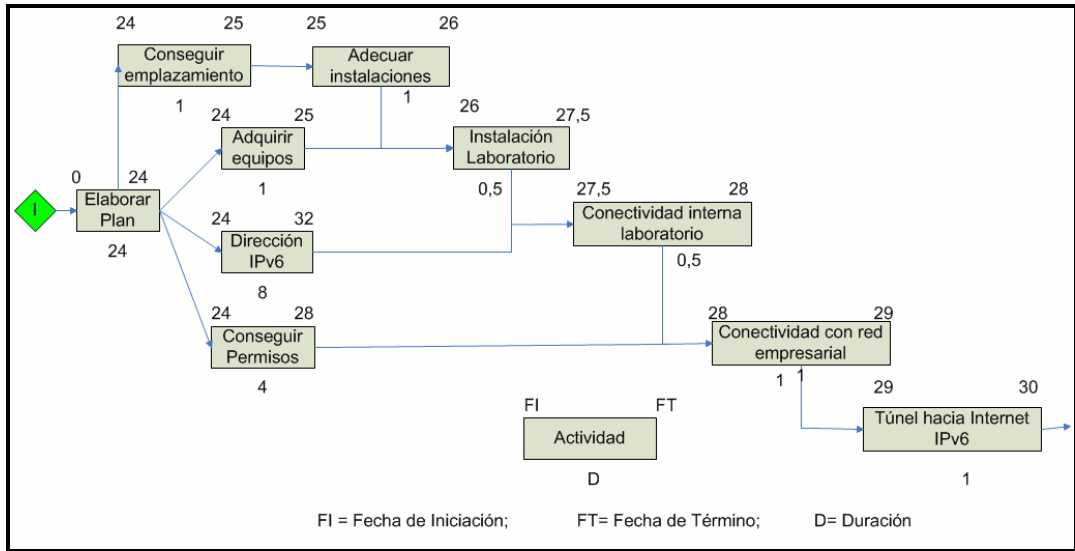 24 25 25 26
Conseguir
emplazamiento
Adecuar
instalaciones
1 1
24 25
Adquirir
equipos
1
26 27,5
Instalación
Laboratorio
0,5
I
0 24
Elaborar
Plan
24
24 32
Dirección
IPv6
8
27,5 28
Conectividad interna
laboratorio
0,5
24 28
Conseguir
Permisos
4
28 29
Conectividad con red
empresarial
1 1
29 30
Túnel hacia Internet
IPv6
1
FI FT
Actividad
D
FI = Fecha de Iniciación; FT= Fecha de Término; D= Duración